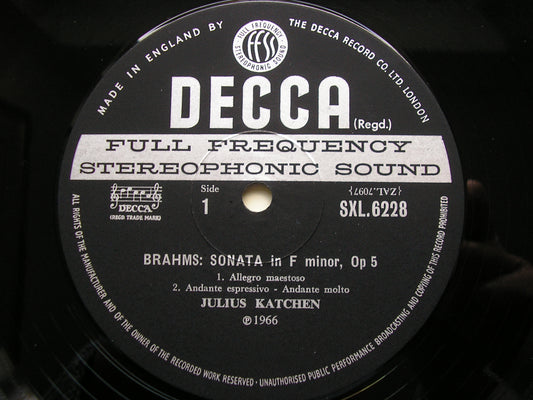 MADE IN ENGLAND BY
FULL FREQUENCY
ffss
STEREOPHONIC SOUND
THE DECCA RECORD CO. LTD. LONDON
DECCA
(Regd.)
FULL FREQUENCY
STEREOPHONIC SOUND
DECCA
(REGD TRADE MARK)
Side
1
{ZAL.7097}
SXL.6228
BRAHMS: SONATA in F minor, Op 5
1. Allegro maestoso
2. Andante espressivo - Andante molto
JULIUS KATCHEN
℗1966
ALL RIGHTS OF THE MANUFACTURER AND OF THE OWNER OF THE RECORDED WORK RESERVED · UNAUTHORISED PUBLIC PERFORMANCE BROADCASTING AND COPYING OF THIS RECORD PROHIBITED